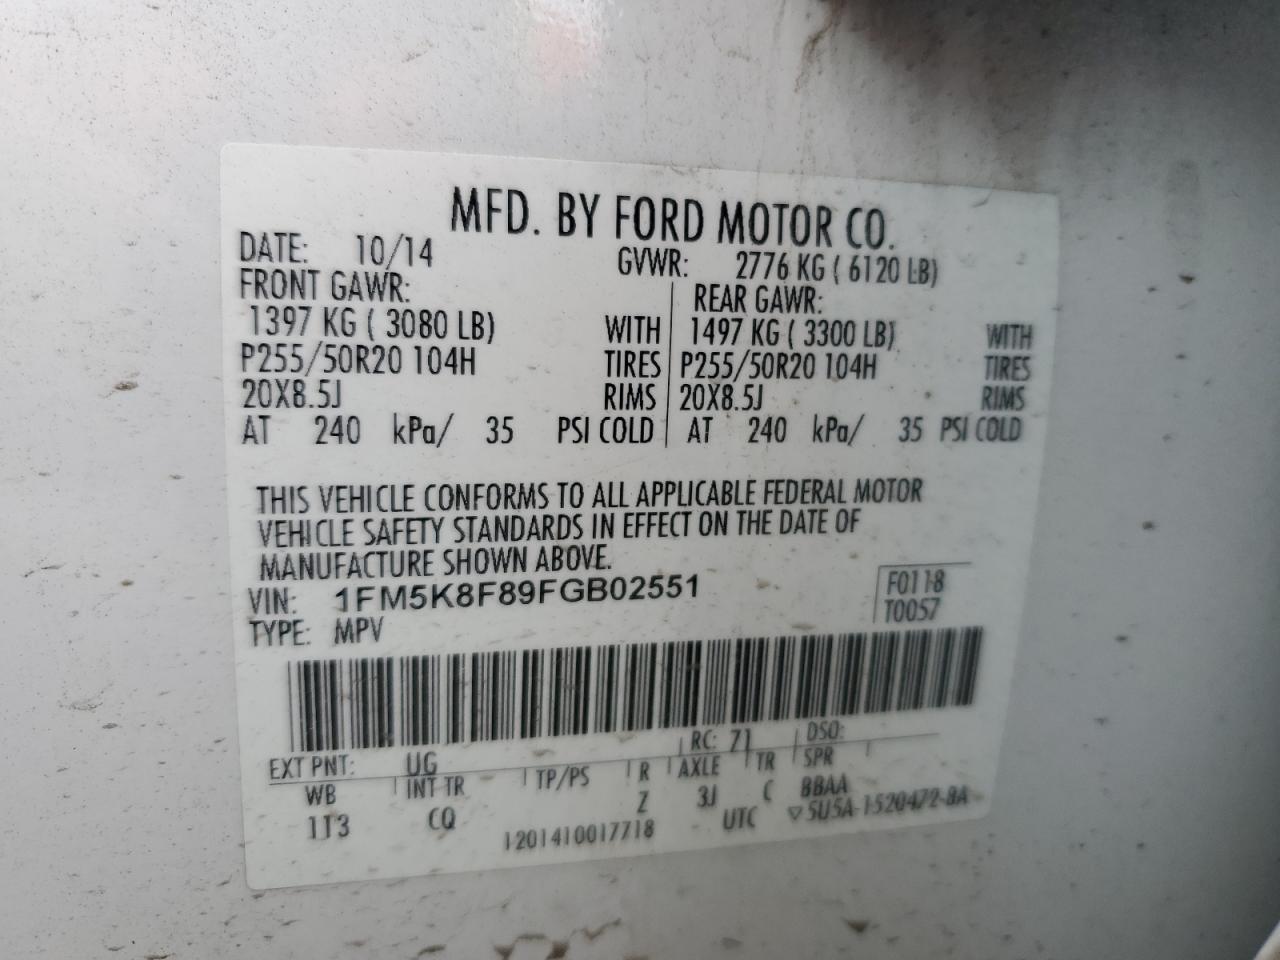 MFD. BY FORD MOTOR CO.
DATE: 10/14 GVWR: 2776 KG ( 6120 LB)
FRONT GAWR: REAR GAWR:
1397 KG ( 3080 LB) WITH 1497 KG ( 3300 LB) WITH
P255/50R20 104H TIRES P255/50R20 104H TIRES
20X8.5J RIMS 20X8.5J RIMS
AT 240 kPa/ 35 PSI COLD AT 240 kPa/ 35 PSI COLD
THIS VEHICLE CONFORMS TO ALL APPLICABLE FEDERAL MOTOR
VEHICLE SAFETY STANDARDS IN EFFECT ON THE DATE OF
MANUFACTURE SHOWN ABOVE.
VIN: 1FM5K8F89FGB02551 F0118
TYPE: MPV T0057
EXT PNT: UG RC: 71 DSO:
WB INT TR TP/PS R AXLE TR SPR
113 CQ Z 3J C BBAA
1201410017718 UTC ▽5U5A-1520472-BA